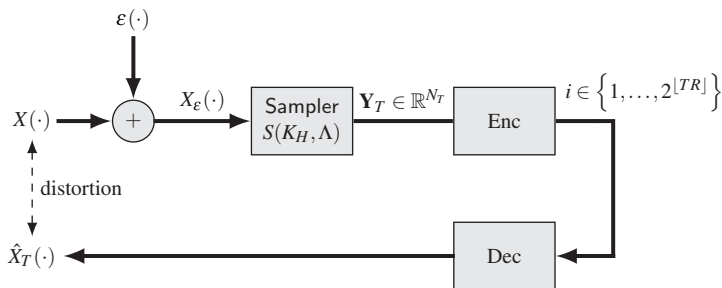 ε(·)
X(·)
+
X_ε(·)
Sampler
S(K_H, Λ)
Y_T ∈ ℝ^{N_T}
Enc
i ∈ {1,…,2^{⌊TR⌋}}
distortion
X̂_T(·)
Dec